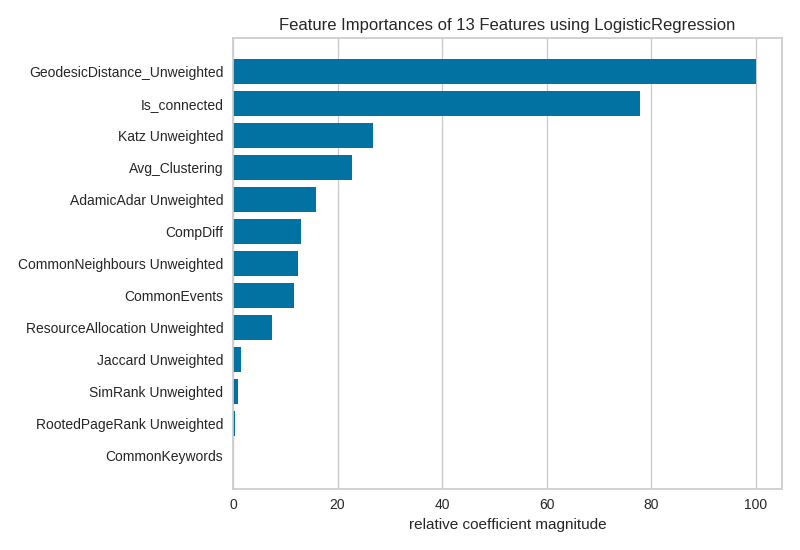 Feature Importances of 13 Features using LogisticRegression
GeodesicDistance_Unweighted
Is_connected
Katz Unweighted
Avg_Clustering
AdamicAdar Unweighted
CompDiff
CommonNeighbours Unweighted
CommonEvents
ResourceAllocation Unweighted
Jaccard Unweighted
SimRank Unweighted
RootedPageRank Unweighted
CommonKeywords
0 20 40 60 80 100
relative coefficient magnitude